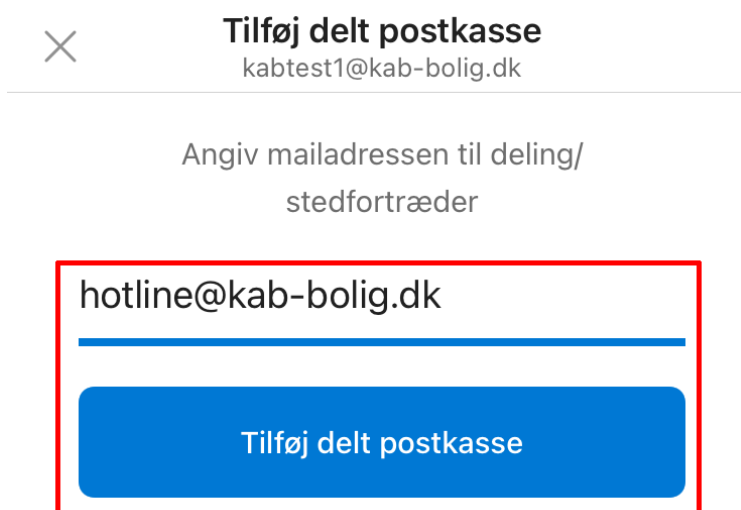 Tilføj delt postkasse
kabtest1@kab-bolig.dk
Angiv mailadressen til deling/
stedfortræder
hotline@kab-bolig.dk
Tilføj delt postkasse